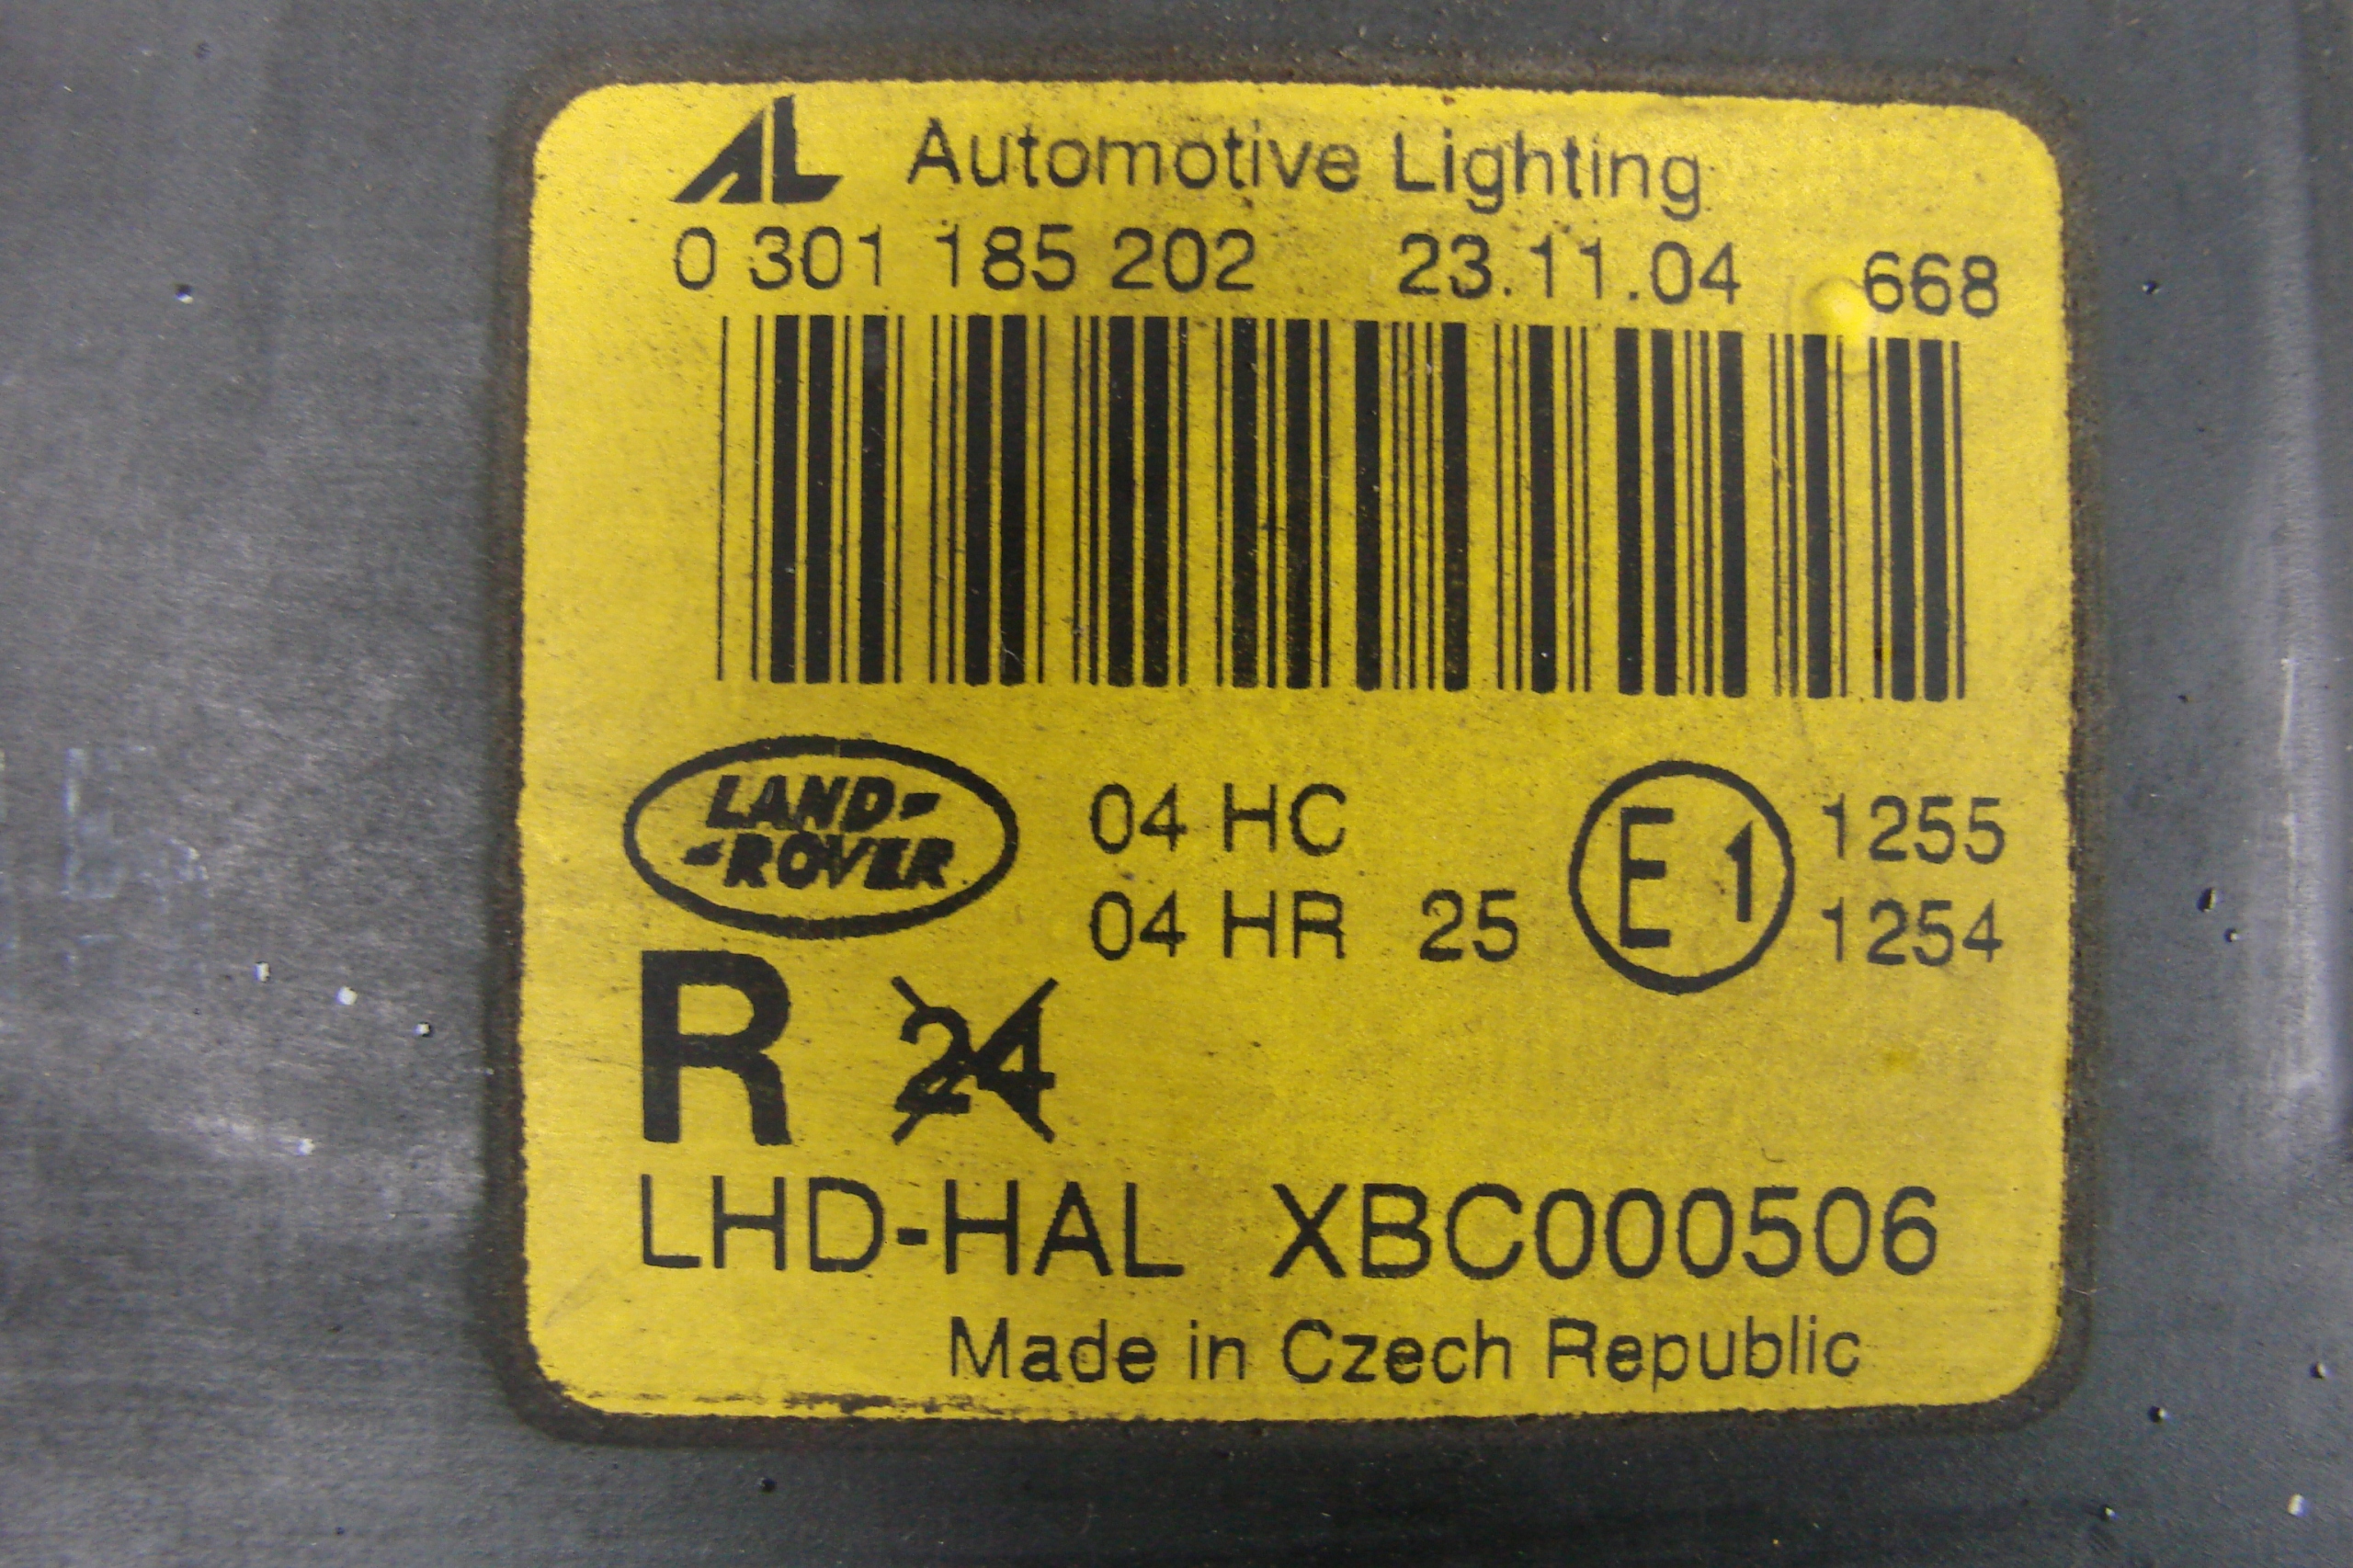 AL Automotive Lighting
0 301 185 202 23.11.04 668
LAND-
-ROVER
04 HC
04 HR 25
E1
1255
1254
R 24
LHD-HAL XBC000506
Made in Czech Republic